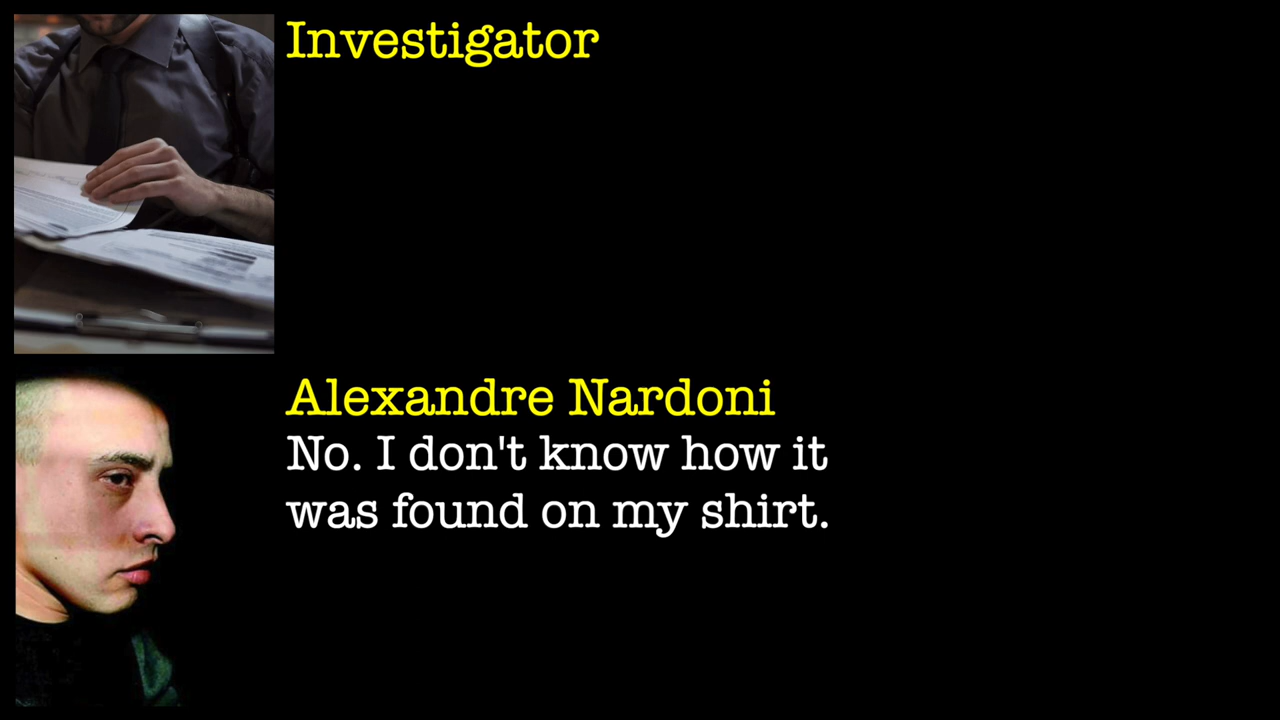 Investigator
Alexandre Nardoni
No. I don't know how it
was found on my shirt.